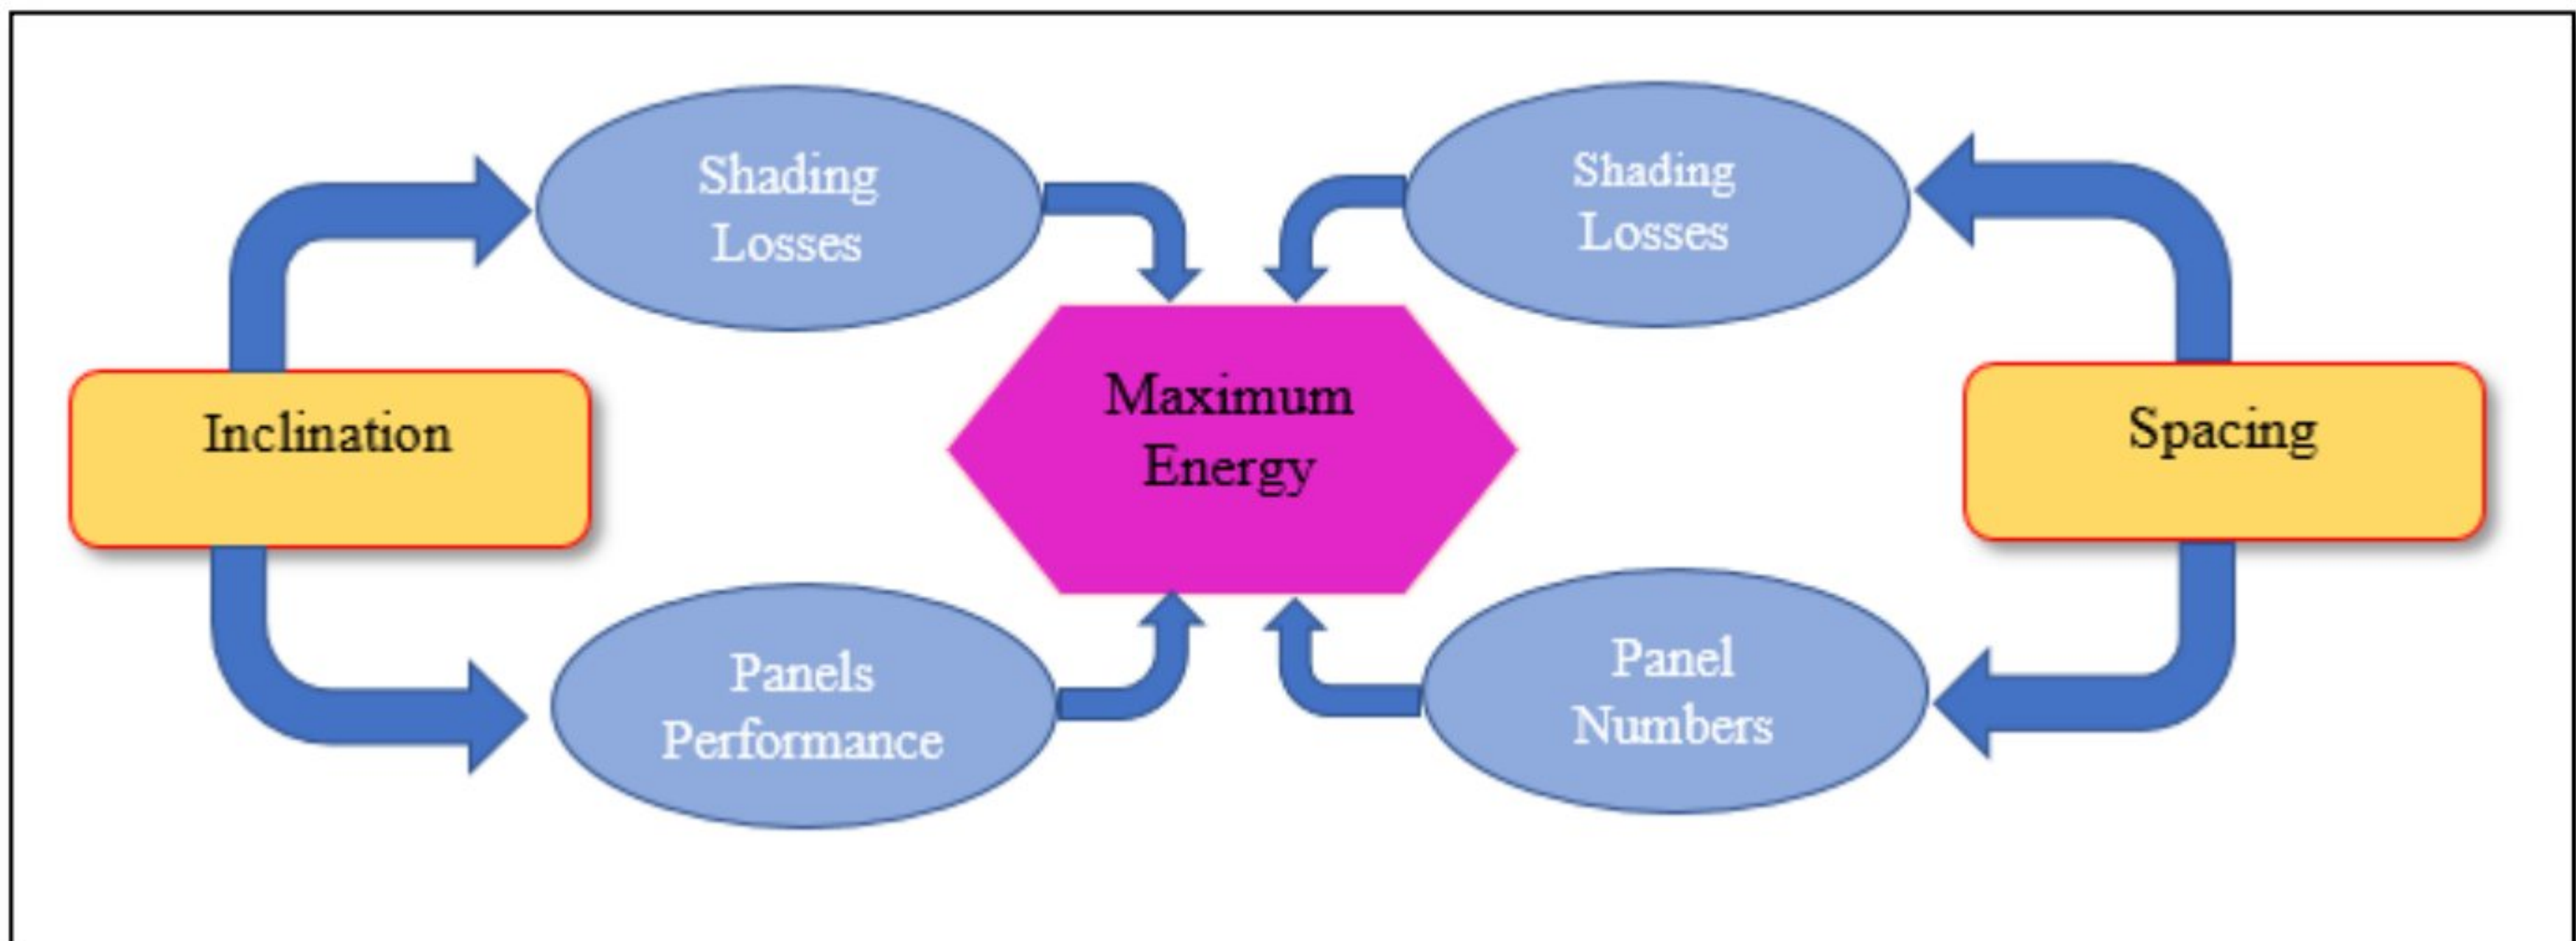 Shading
Losses
Shading
Losses
Inclination
Maximum
Energy
Spacing
Panels
Performance
Panel
Numbers